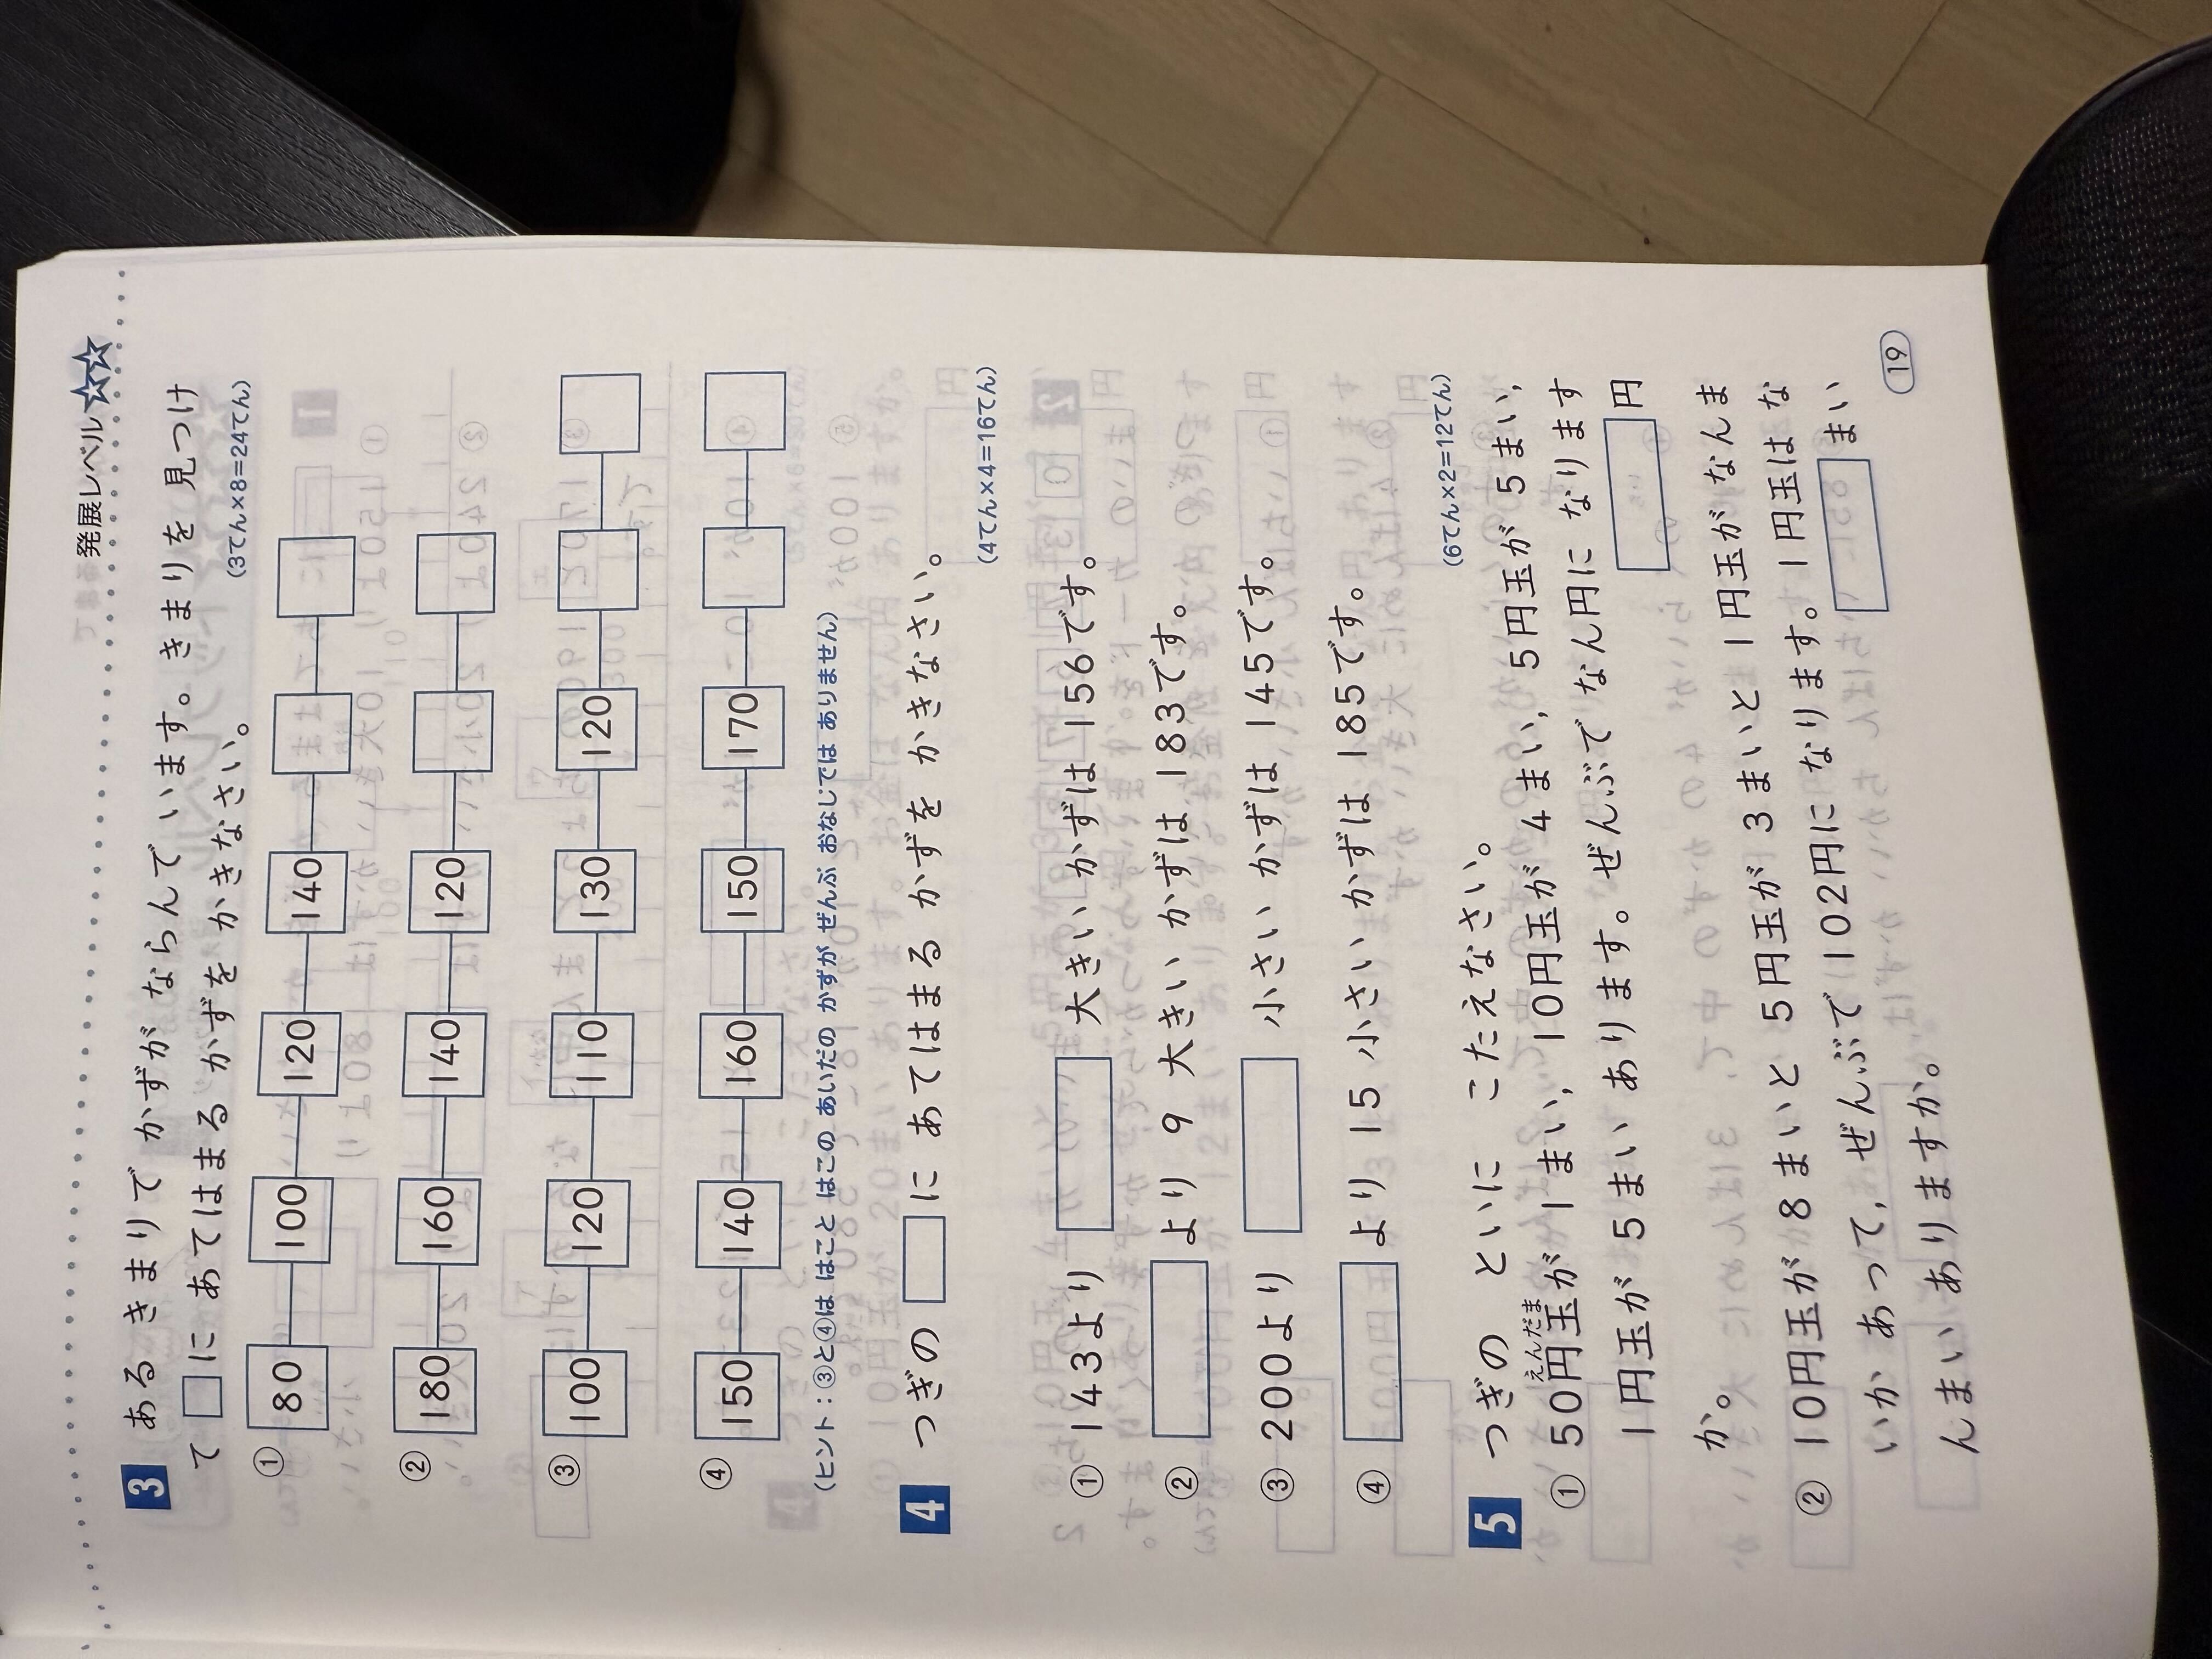 発展レベル☆☆
3 ある きまりで かずが ならんで います。きまりを 見つけ
て □に あてはまる かずを かきなさい。
(3てん×8=24てん)
① 80 100 120 140
② 180 160 140 120
③ 100 120 110 130 120
④ 150 140 160 150 170
(ヒント：③と④は はこと はこの あいだの かずが ぜんぶ おなじでは ありません)
4 つぎの □に あてはまる かずを かきなさい。
(4てん×4=16てん)
① 143より □ 大きい かずは 156です。
② □ より 9 大きい かずは 183です。
③ 200より □ 小さい かずは 145です。
④ □ より 15 小さい かずは 185です。
5 つぎの といに こたえなさい。
(6てん×2=12てん)
① 50円玉が 1まい，10円玉が 4まい，5円玉が 5まい，
えんだま
1円玉が 5まい あります。ぜんぶで なん円に なります
か。
□円
② 10円玉が 8まいと 5円玉が 3まいと 1円玉が なんま
いか あって，ぜんぶで 102円に なります。1円玉は な
んまい ありますか。
□まい
19